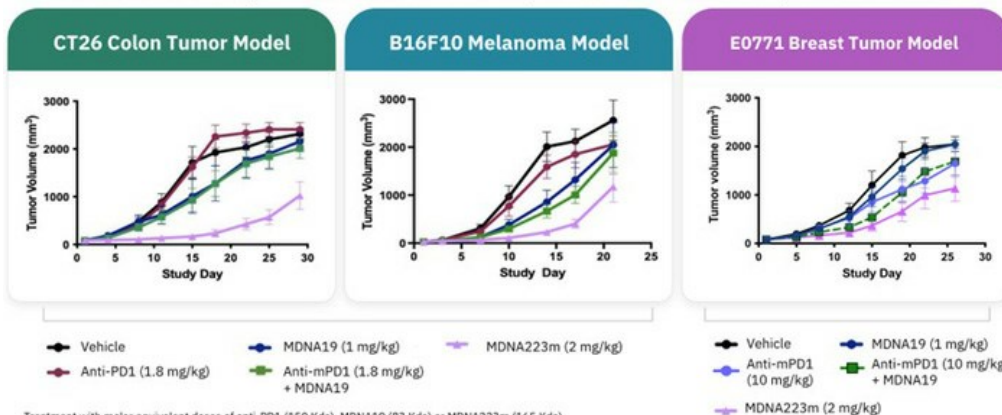 CT26 Colon Tumor Model
B16F10 Melanoma Model
E0771 Breast Tumor Model
Tumor Volume (mm³)
3000
2000
1000
0
0 5 10 15 20 25 30
Study Day
Tumor Volume (mm³)
3000
2000
1000
0
0 5 10 15 20 25
Study Day
Tumor volume (mm³)
3000
2000
1000
0
0 5 10 15 20 25 30
Study Day
Vehicle
MDNA19 (1 mg/kg)
MDNA223m (2 mg/kg)
Anti-PD1 (1.8 mg/kg)
Anti-mPD1 (1.8 mg/kg)
+ MDNA19
Vehicle
MDNA19 (1 mg/kg)
Anti-mPD1
(10 mg/kg)
Anti-mPD1 (10 mg/kg
+ MDNA19
MDNA223m (2 mg/kg)